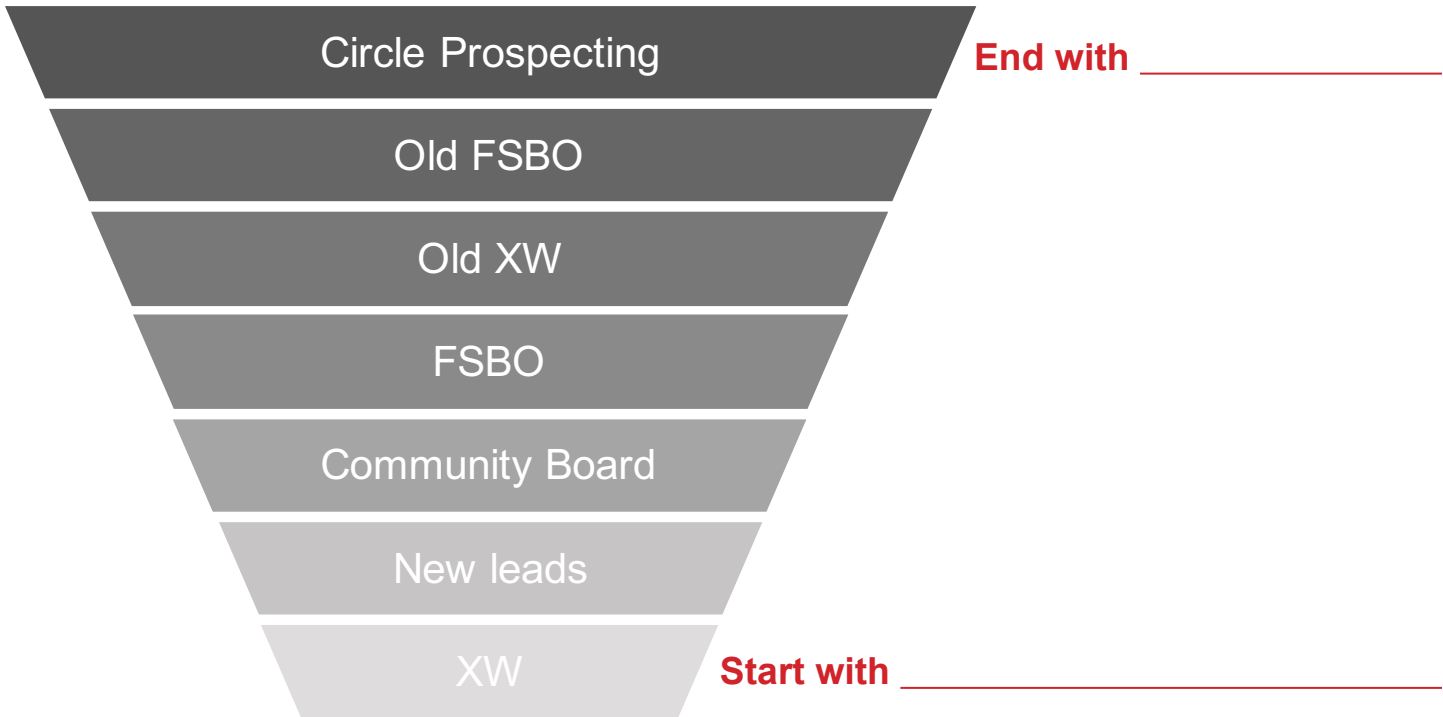 Circle Prospecting
End with
Old FSBO
Old XW
FSBO
Community Board
New leads
XW
Start with